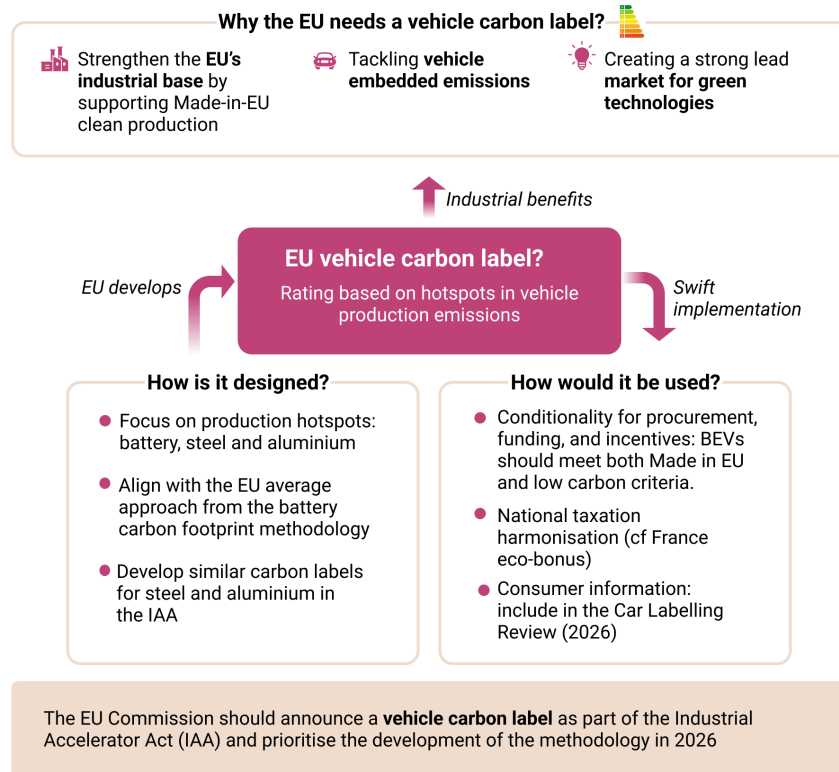 Why the EU needs a vehicle carbon label?
Strengthen the EU's
industrial base by
supporting Made-in-EU
clean production
Tackling vehicle
embedded emissions
Creating a strong lead
market for green
technologies
Industrial benefits
EU develops
EU vehicle carbon label?
Rating based on hotspots in vehicle
production emissions
Swift
implementation
How is it designed?
Focus on production hotspots:
battery, steel and aluminium
Align with the EU average
approach from the battery
carbon footprint methodology
Develop similar carbon labels
for steel and aluminium in
the IAA
How would it be used?
Conditionality for procurement,
funding, and incentives: BEVs
should meet both Made in EU
and low carbon criteria.
National taxation
harmonisation (cf France
eco-bonus)
Consumer information:
include in the Car Labelling
Review (2026)
The EU Commission should announce a vehicle carbon label as part of the Industrial
Accelerator Act (IAA) and prioritise the development of the methodology in 2026